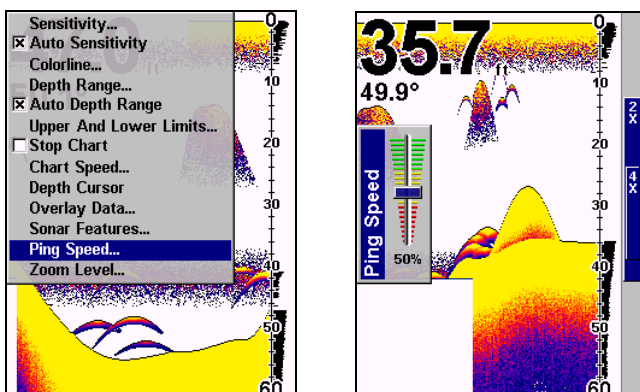 Sensitivity...
Auto Sensitivity
Colorline...
Depth Range...
Auto Depth Range
Upper And Lower Limits...
Stop Chart
Chart Speed...
Depth Cursor
Overlay Data...
Sonar Features...
Ping Speed...
Zoom Level...
0
10
20
30
40
50
60
35.7 ft
49.9°
Ping Speed
50%
0
10
20
30
40
50
60
2X
4X